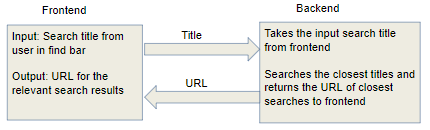 Frontend
Backend
Input: Search title from
user in find bar
Output: URL for the
relevant search results
Title
URL
Takes the input search title
from frontend
Searches the closest titles and
returns the URL of closest
searches to frontend